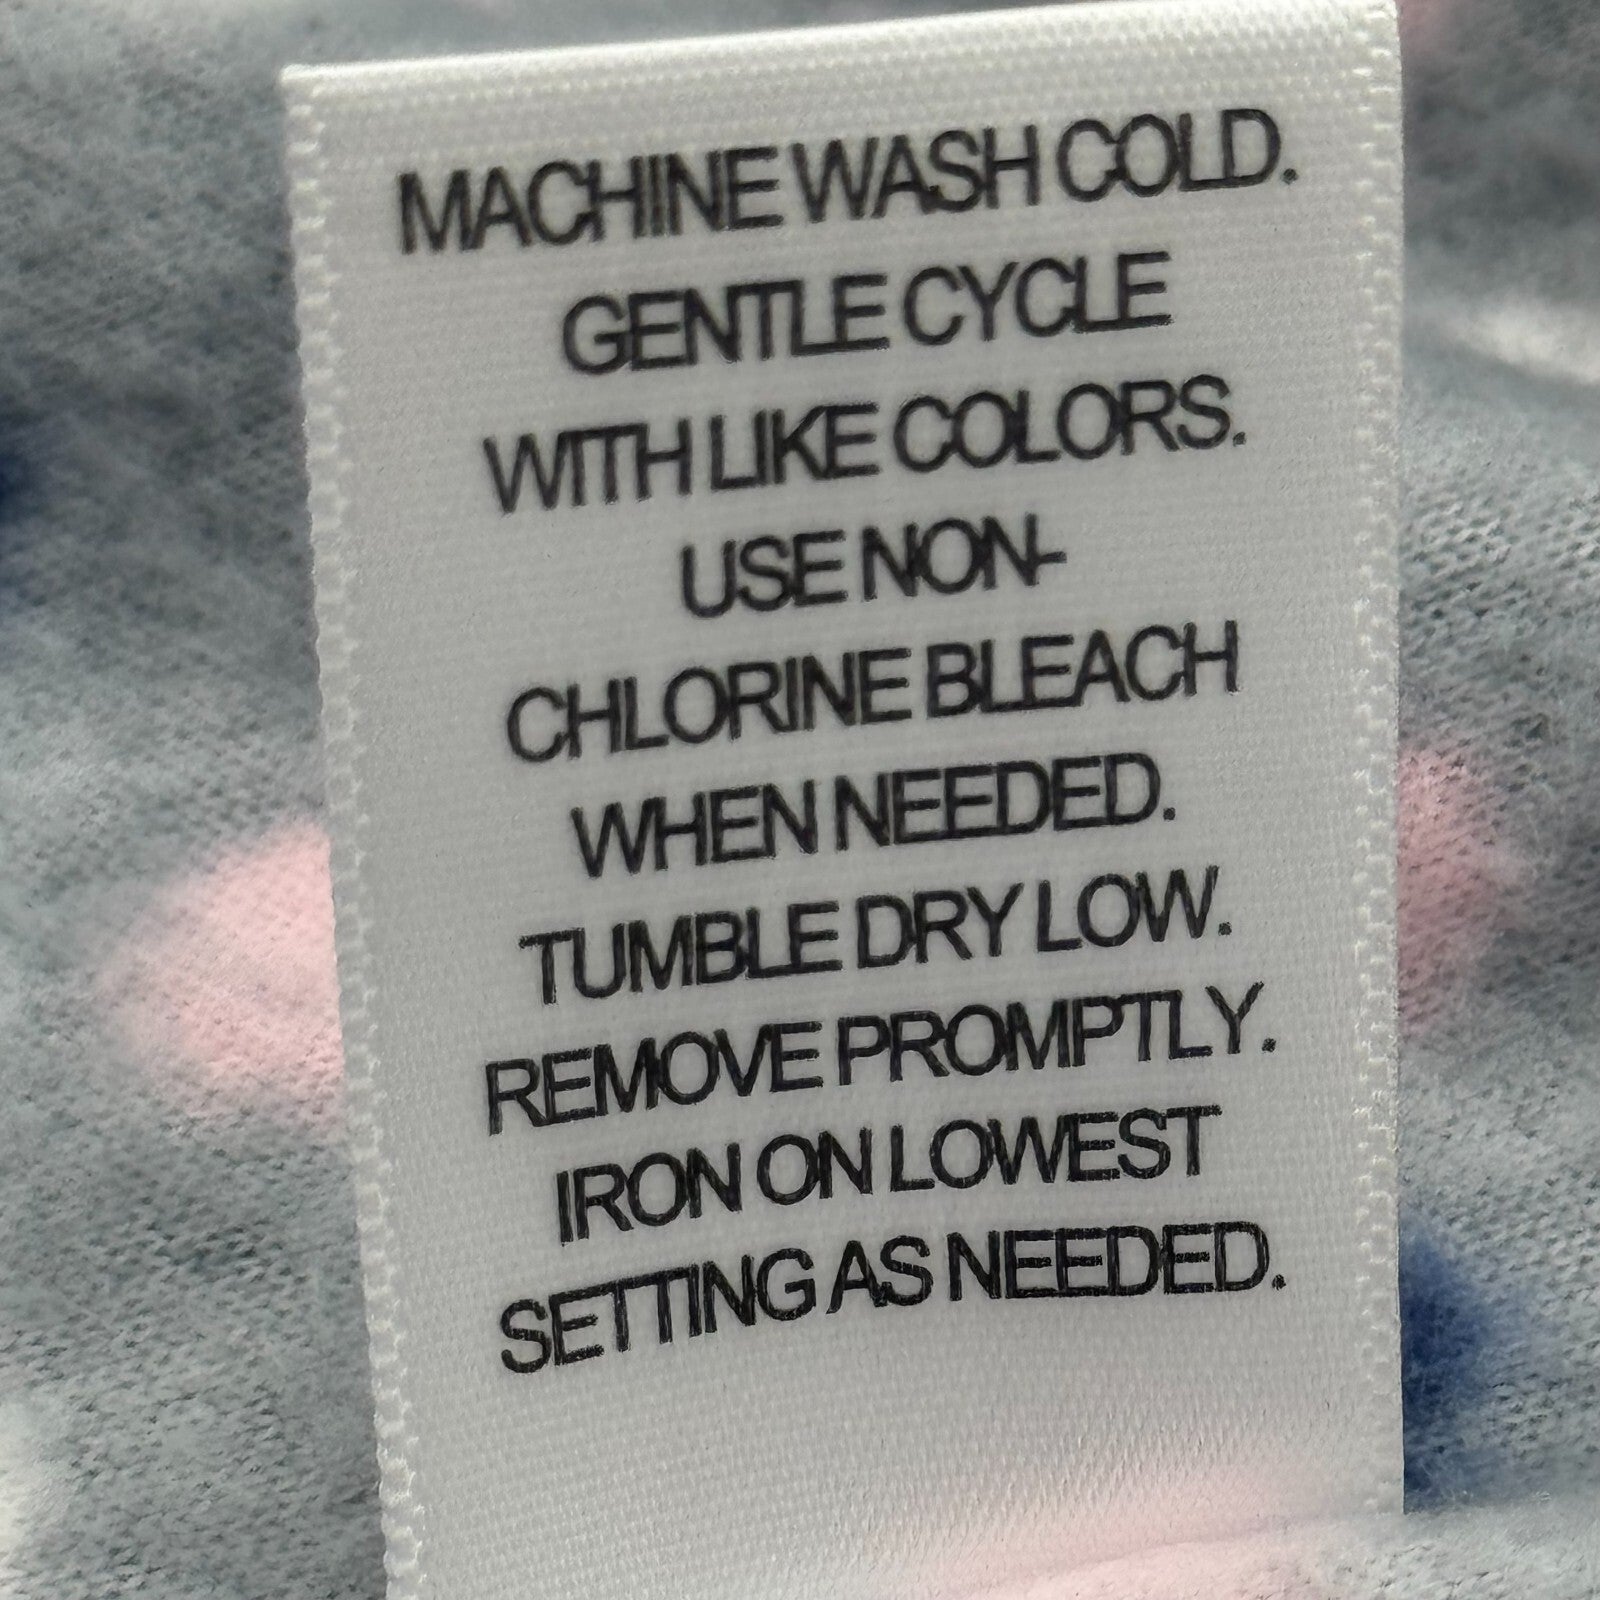 MACHINE WASH COLD.
GENTLE CYCLE
WITH LIKE COLORS.
USE NON-
CHLORINE BLEACH
WHEN NEEDED.
TUMBLE DRY LOW.
REMOVE PROMPTLY.
IRON ON LOWEST
SETTING AS NEEDED.